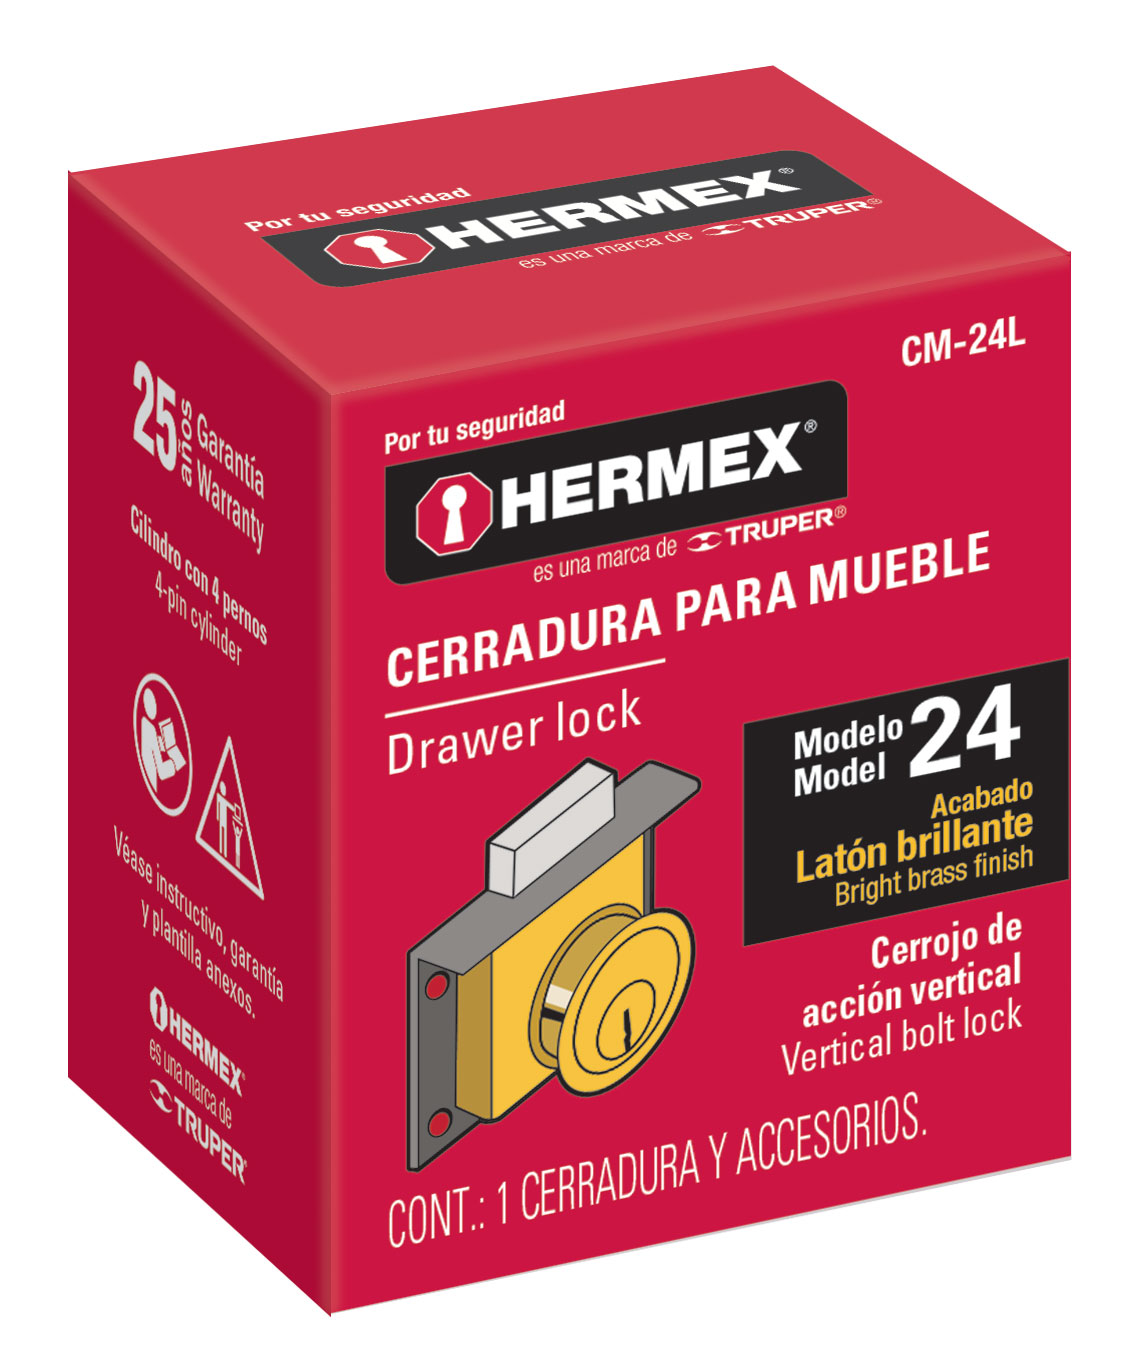 Por tu seguridad
HERMEX®
es una marca de TRUPER®
CM-24L
Por tu seguridad
HERMEX®
es una marca de TRUPER®
CERRADURA PARA MUEBLE
Drawer lock
Modelo
Model 24
Acabado
Latón brillante
Bright brass finish
Cerrojo de
acción vertical
Vertical bolt lock
CONT.: 1 CERRADURA Y ACCESORIOS.
25 años
Garantía
Warranty
Cilindro con 4 pernos
4-pin cylinder
Véase instructivo, garantía
y plantilla anexos.
HERMEX®
es una marca de
TRUPER®